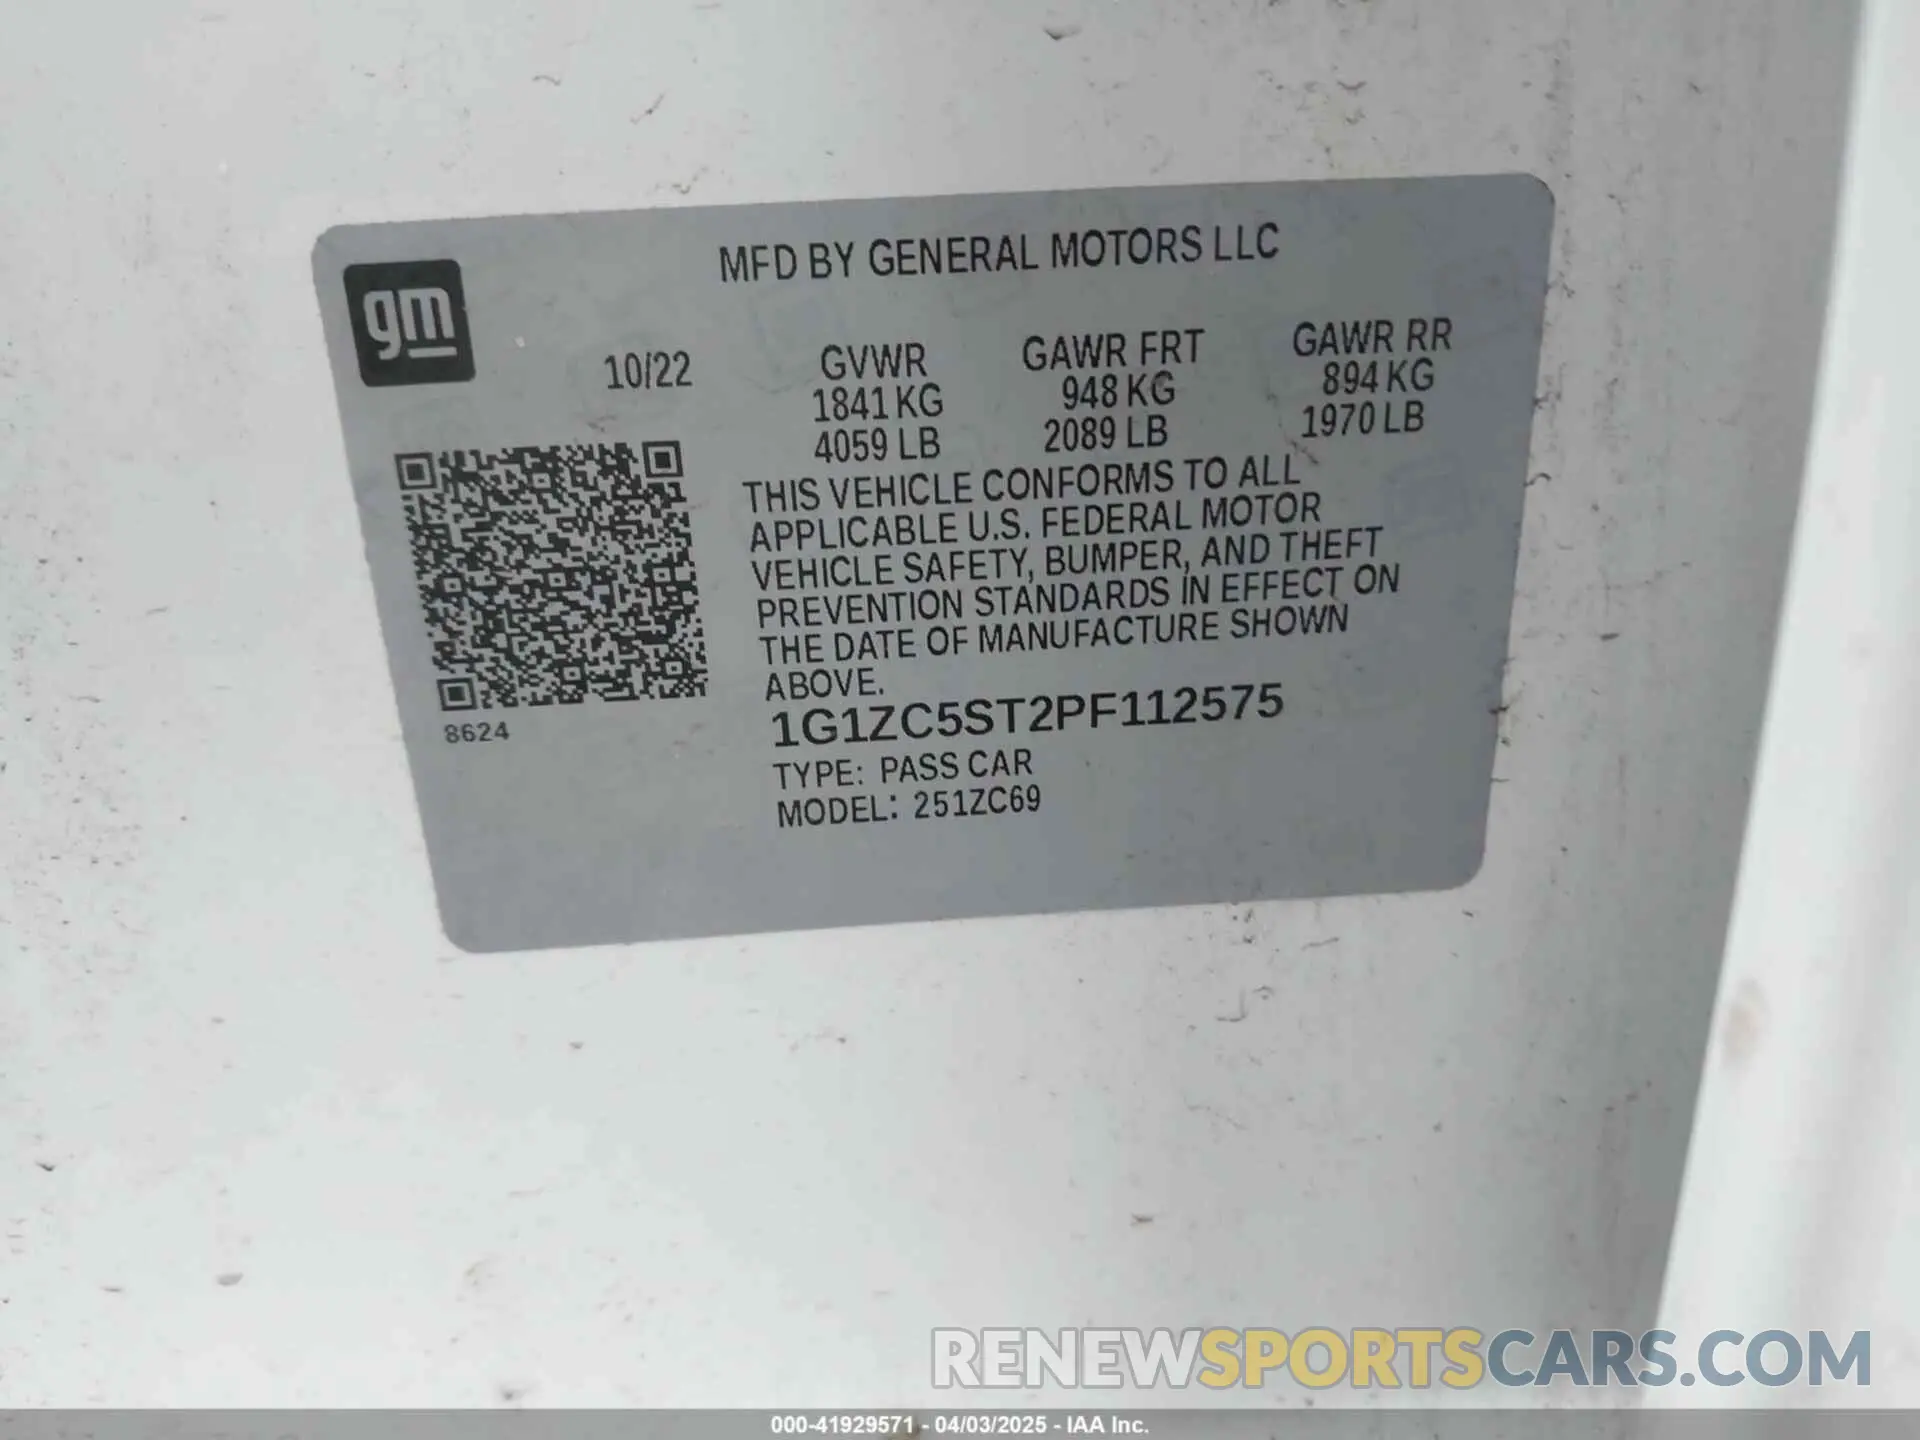 gm
MFD BY GENERAL MOTORS LLC
10/22
GVWR GAWR FRT GAWR RR
1841 KG 948 KG 894 KG
4059 LB 2089 LB 1970 LB
THIS VEHICLE CONFORMS TO ALL
APPLICABLE U.S. FEDERAL MOTOR
VEHICLE SAFETY, BUMPER, AND THEFT
PREVENTION STANDARDS IN EFFECT ON
THE DATE OF MANUFACTURE SHOWN
ABOVE.
8624
1G1ZC5ST2PF112575
TYPE: PASS CAR
MODEL: 251ZC69
RENEWSPORTSCARS.COM
000-41929571 - 04/03/2025 - IAA Inc.